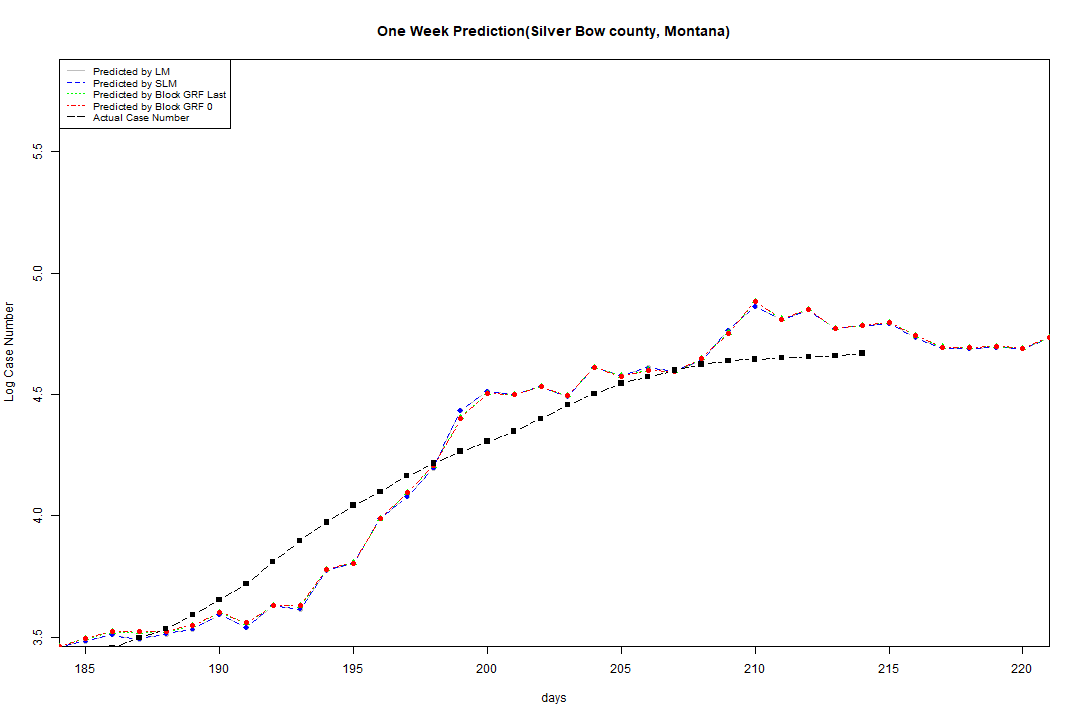 One Week Prediction(Silver Bow county, Montana)
Predicted by LM
Predicted by SLM
Predicted by Block GRF Last
Predicted by Block GRF 0
Actual Case Number
5.5
5.0
4.5
4.0
3.5
Log Case Number
185 190 195 200 205 210 215 220
days